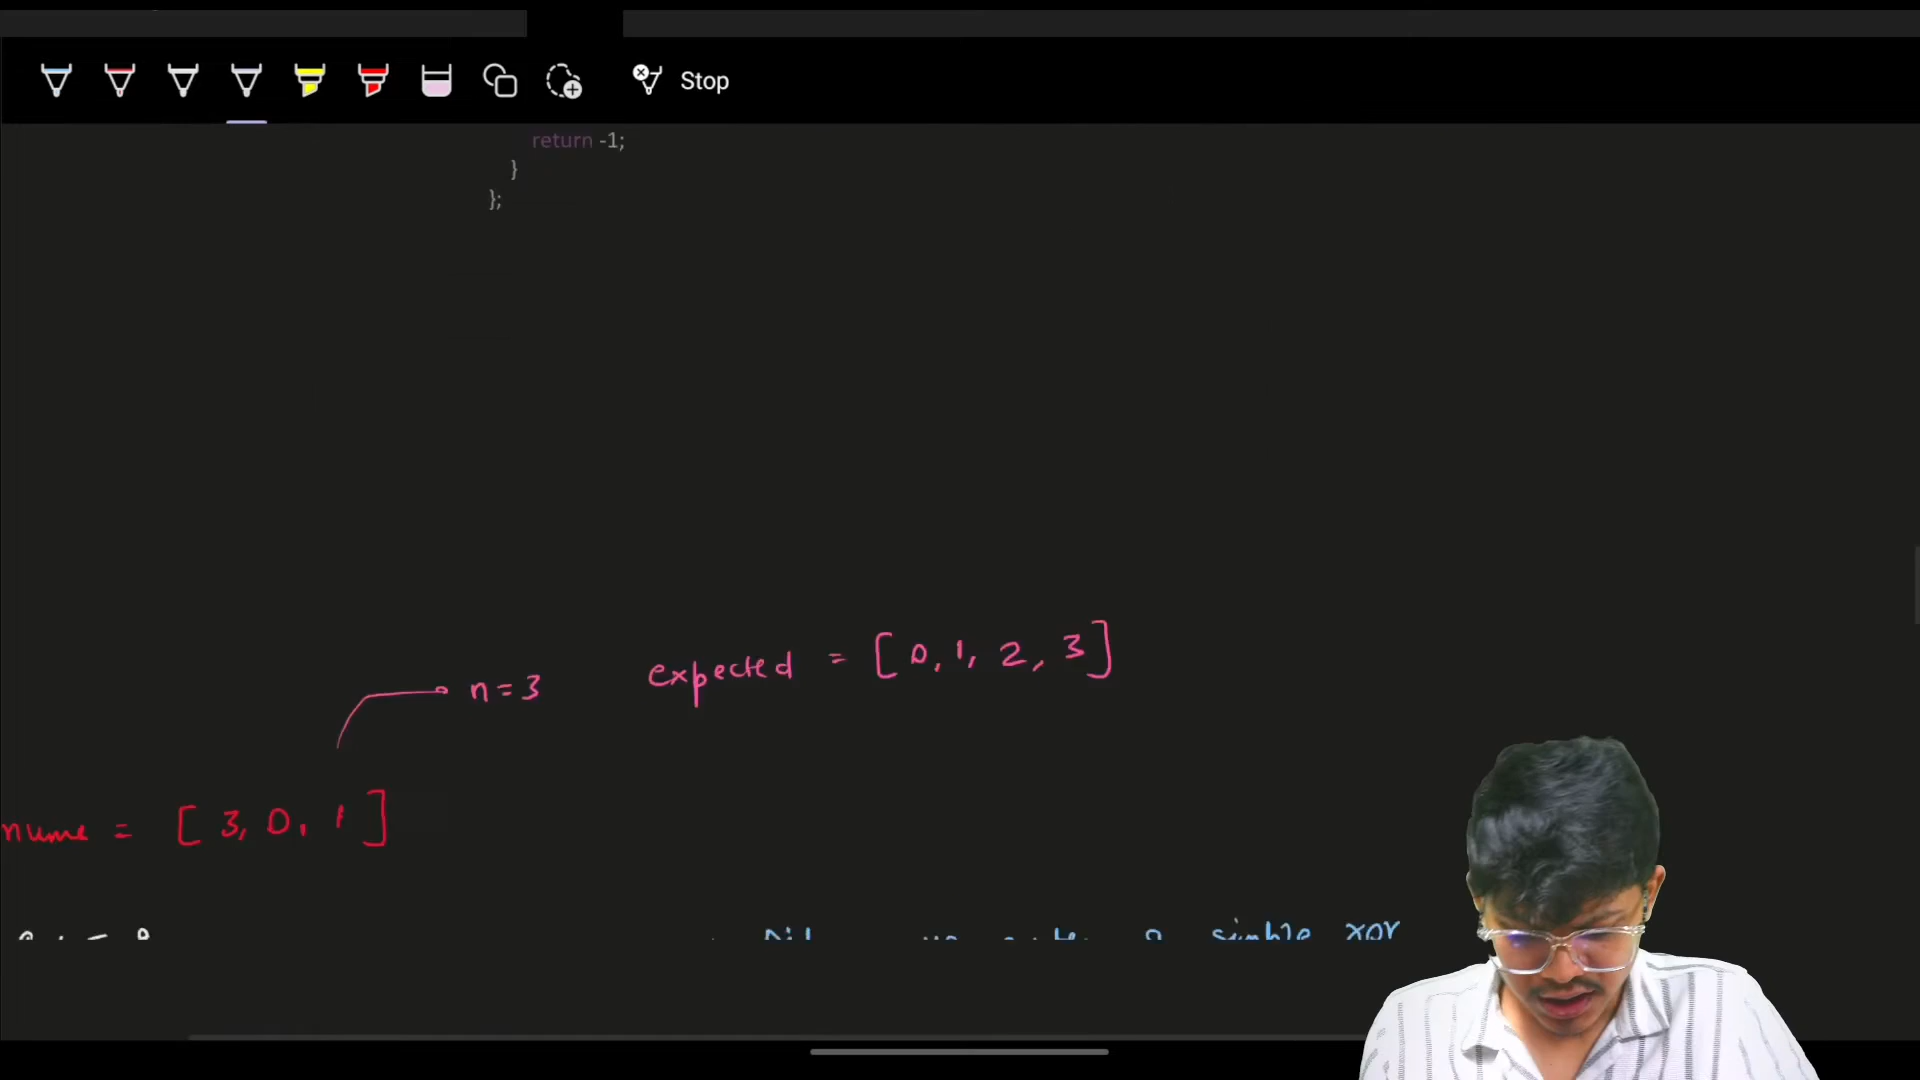 Stop
return -1;
}
};
expected = [0, 1, 2, 3]
n = 3
nums = [3, 0, 1]
a simple xor